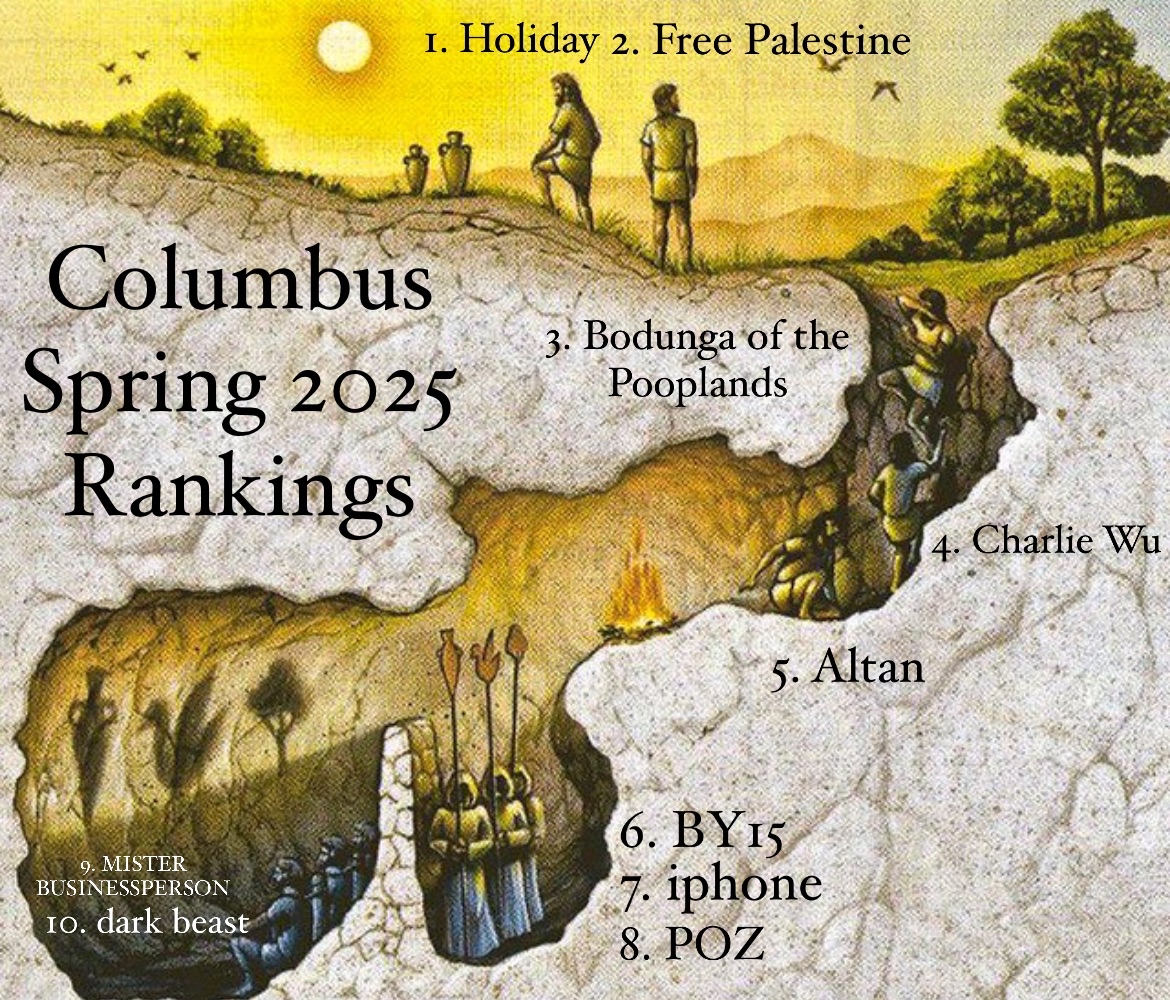 1. Holiday 2. Free Palestine
Columbus
Spring 2025
Rankings
3. Bodunga of the
Pooplands
4. Charlie Wu
5. Altan
6. BY15
7. iphone
8. POZ
9. MISTER
BUSINESSPERSON
10. dark beast